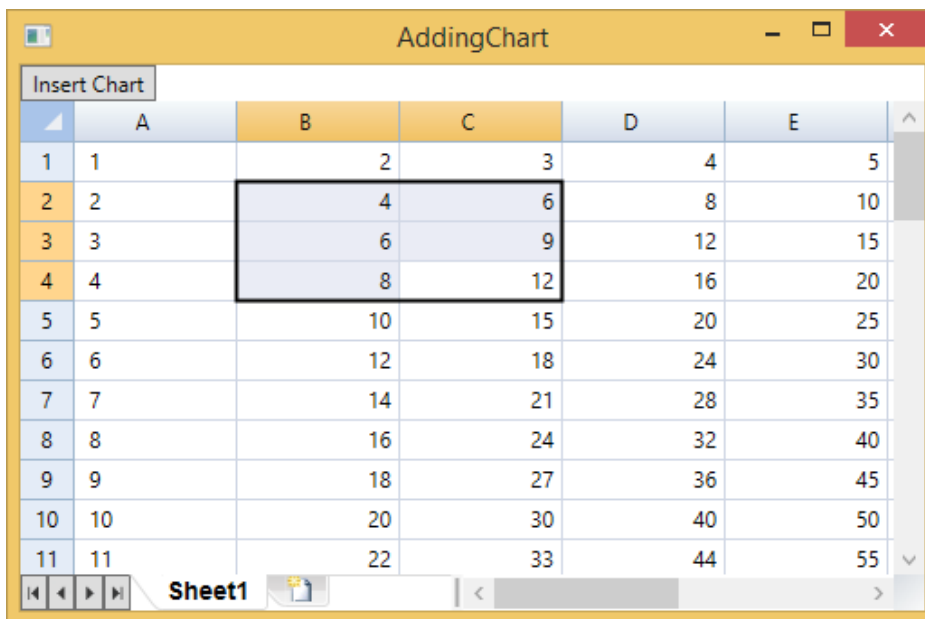 AddingChart
Insert Chart
A B C D E
1 1 2 3 4 5
2 2 4 6 8 10
3 3 6 9 12 15
4 4 8 12 16 20
5 5 10 15 20 25
6 6 12 18 24 30
7 7 14 21 28 35
8 8 16 24 32 40
9 9 18 27 36 45
10 10 20 30 40 50
11 11 22 33 44 55
Sheet1